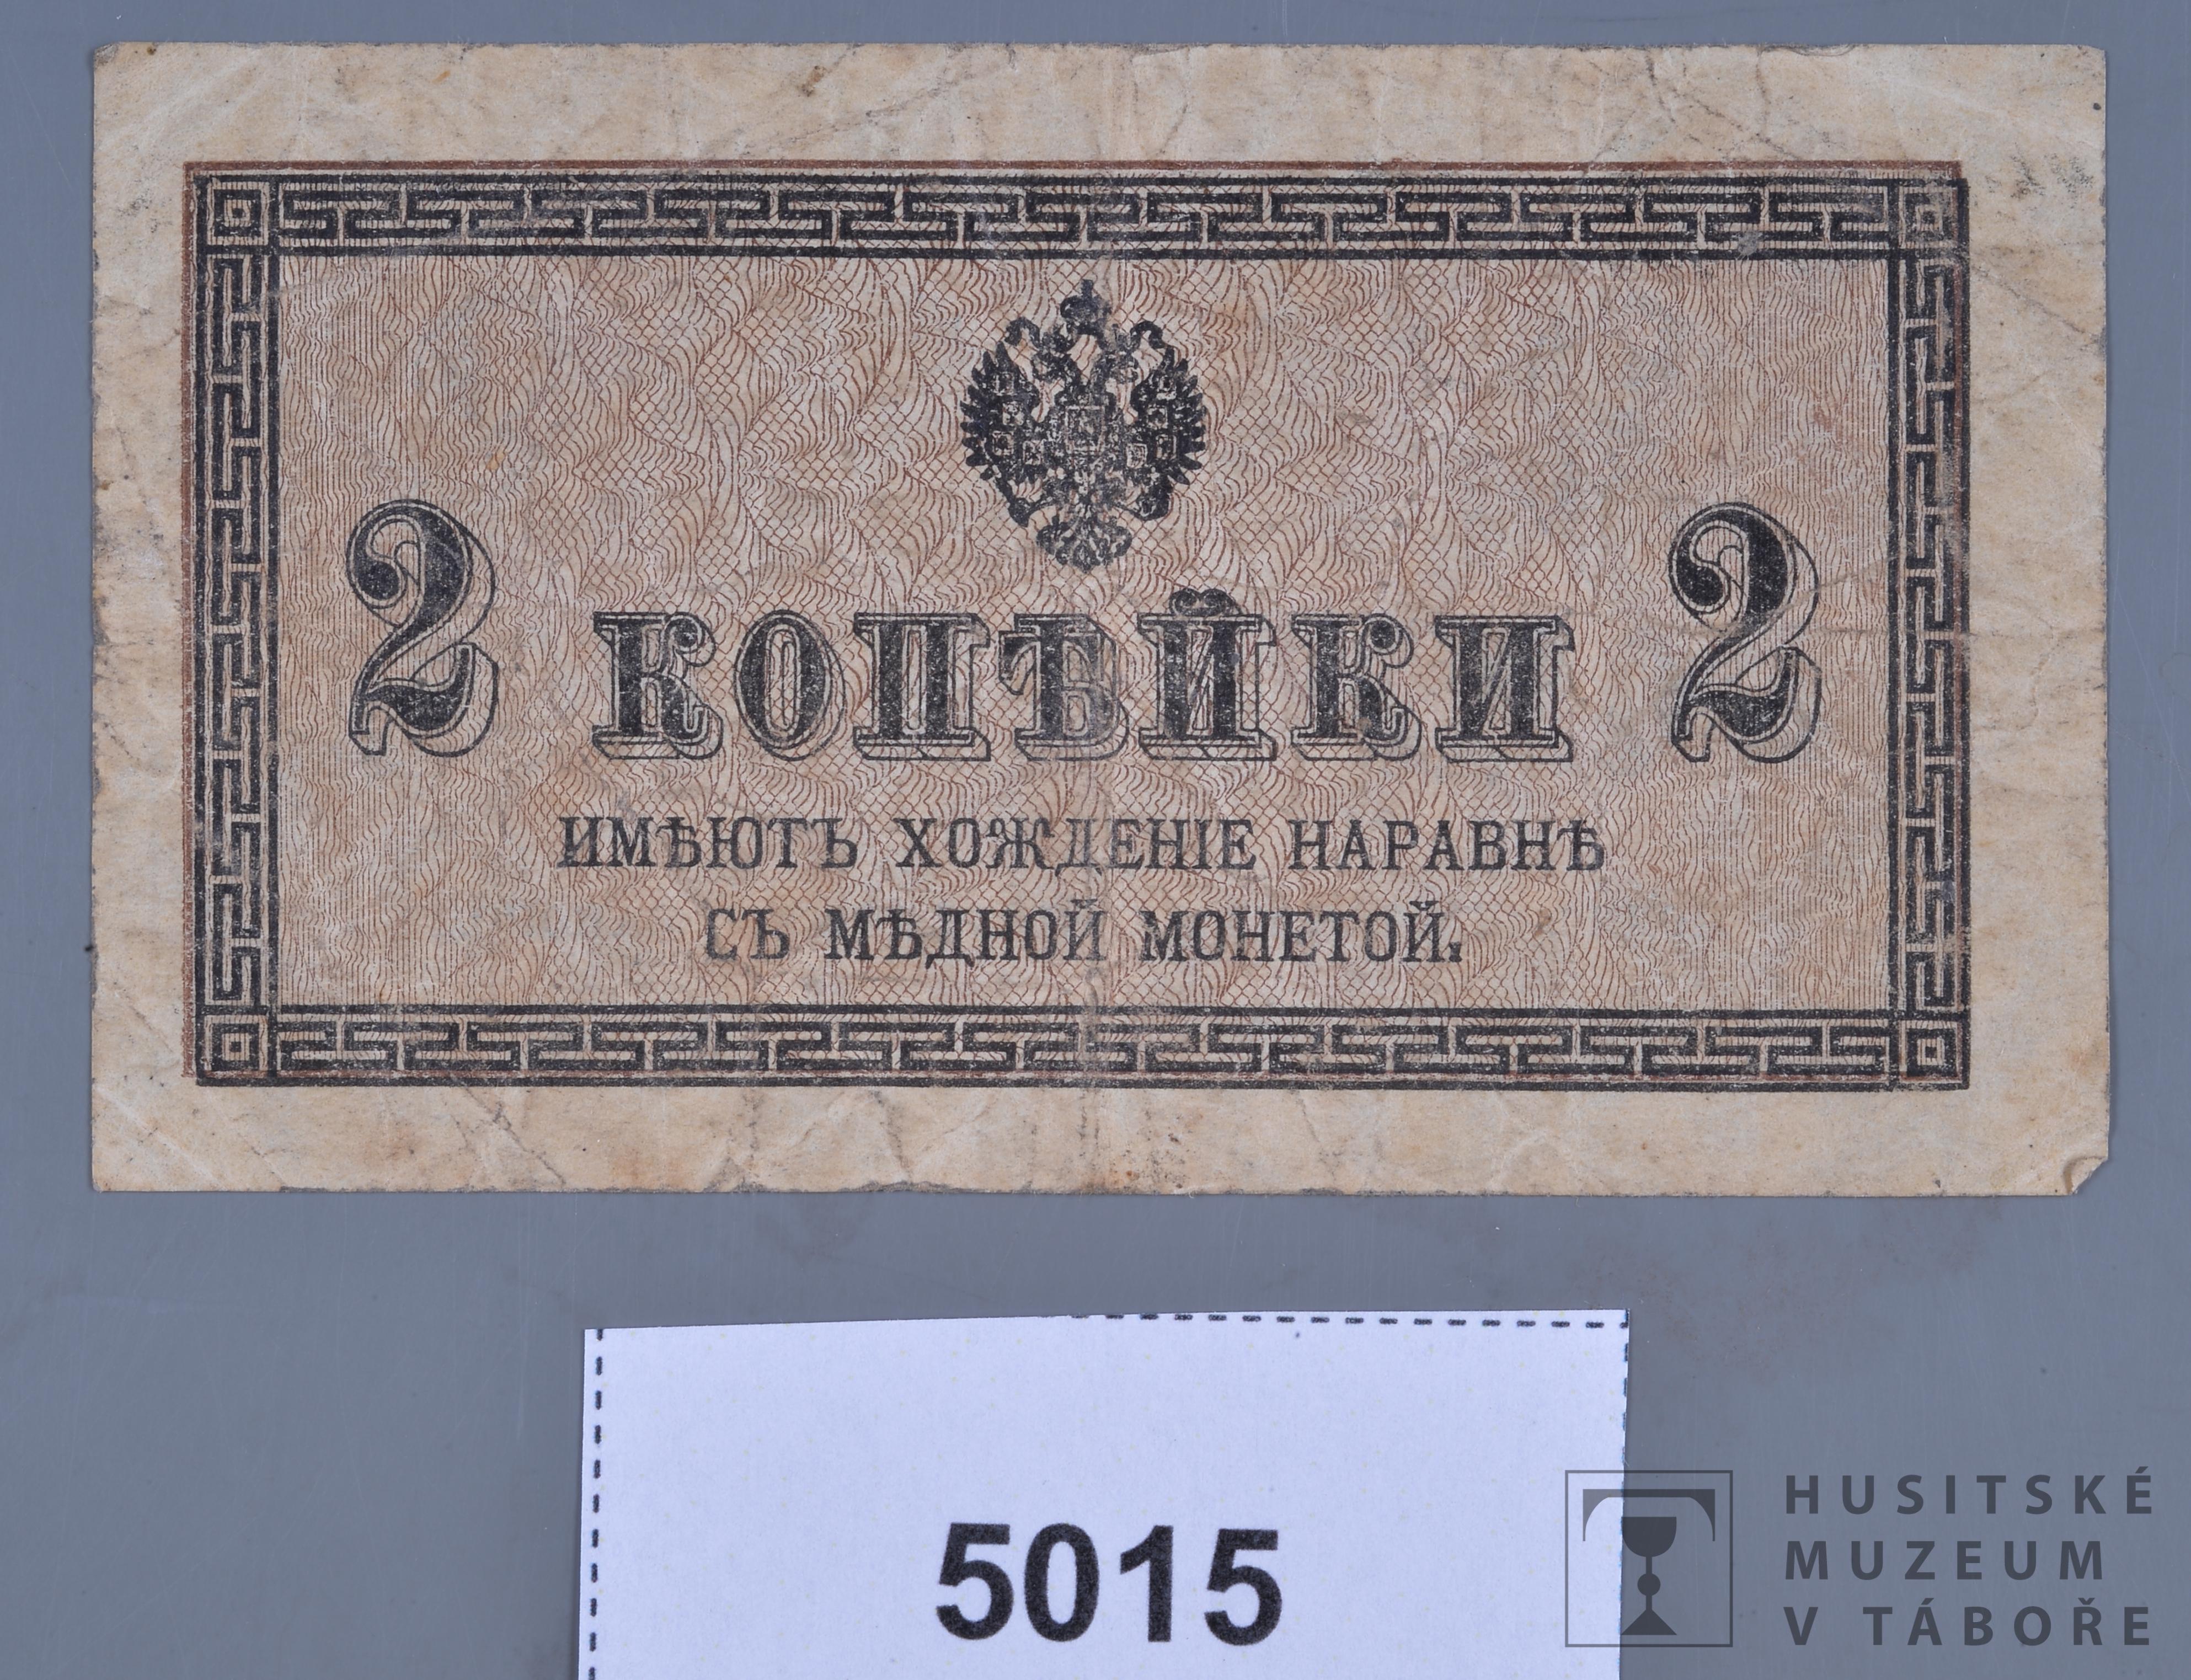 2 КОПѢЙКИ 2
ИМѢЮТЪ ХОЖДЕНІЕ НАРАВНѢ
СЪ МѢДНОЙ МОНЕТОЙ.
5015
HUSITSKÉ
MUZEUM
V TÁBOŘE